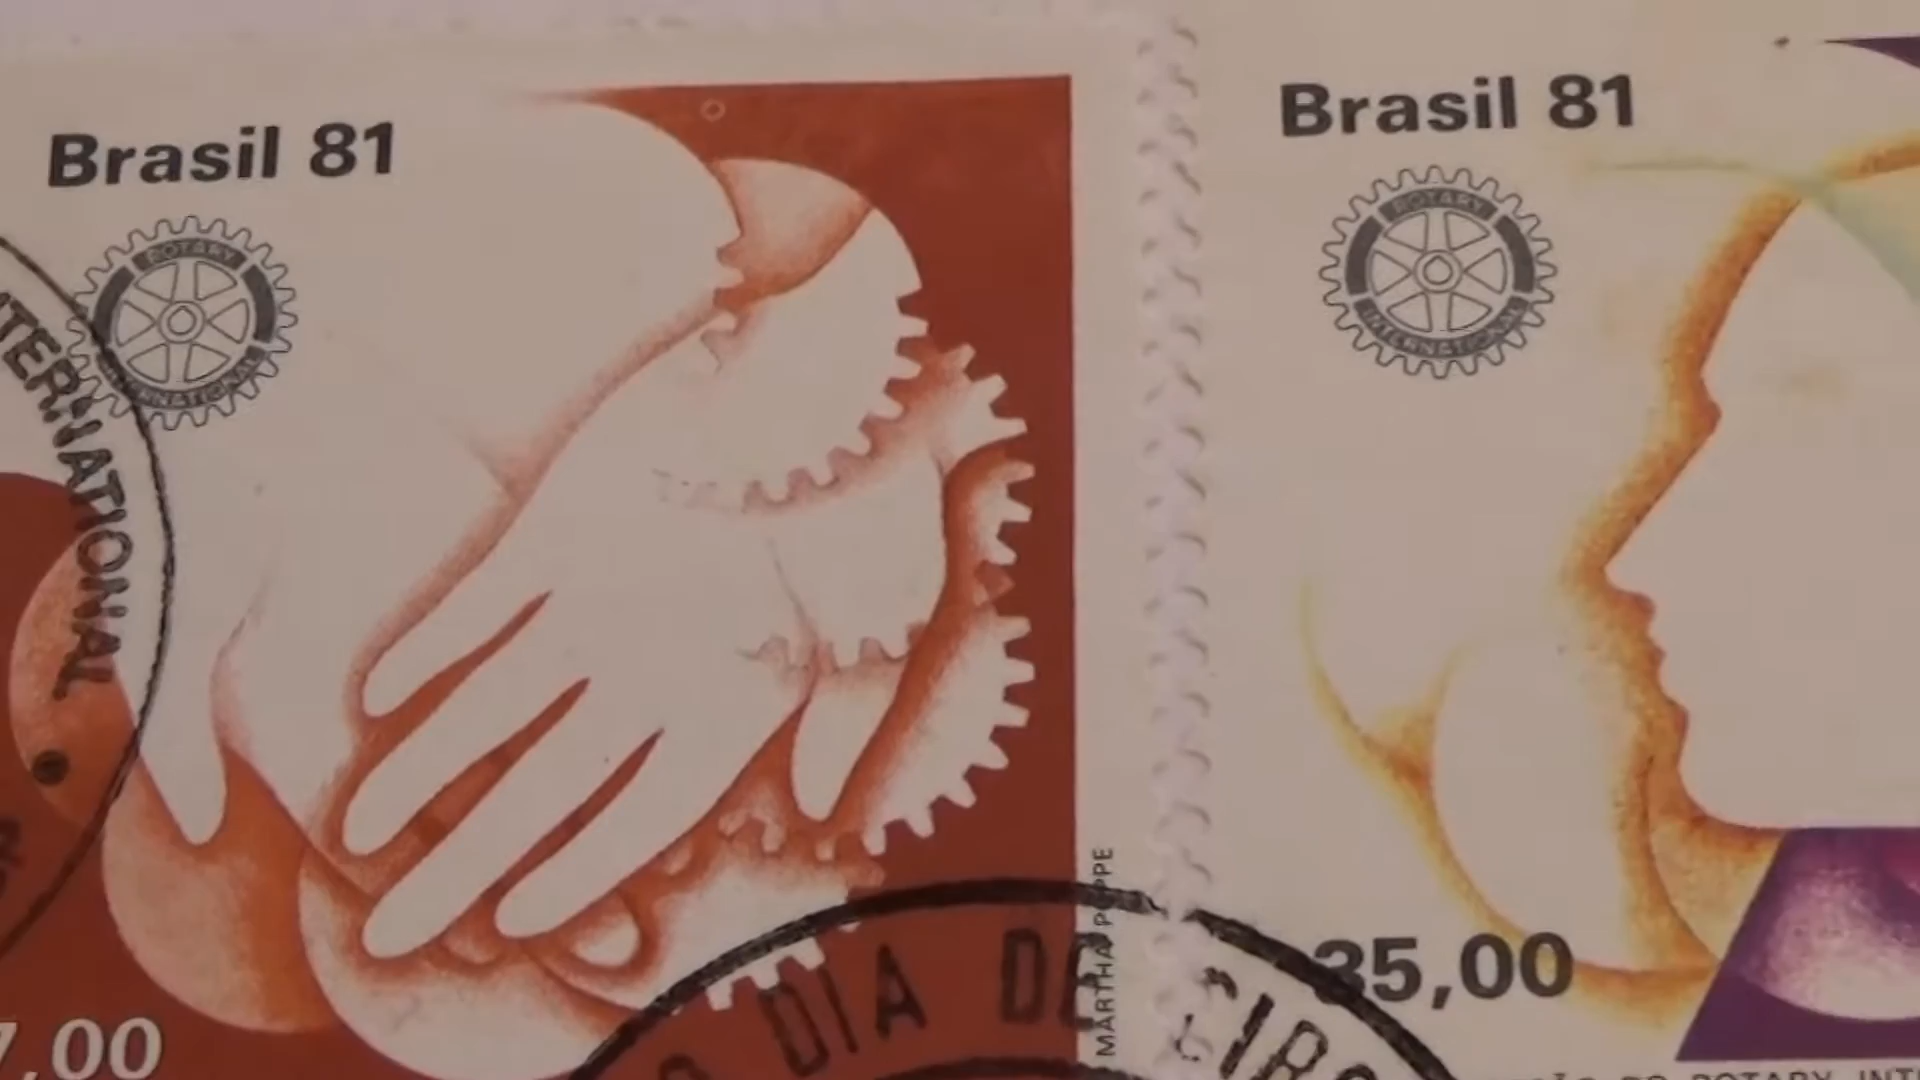 Brasil 81
ROTARY
INTERNATIONAL
Brasil 81
ROTARY
INTERNATIONAL
MARTHA POPPE
35,00
7,00
DIA DE
ROTARY